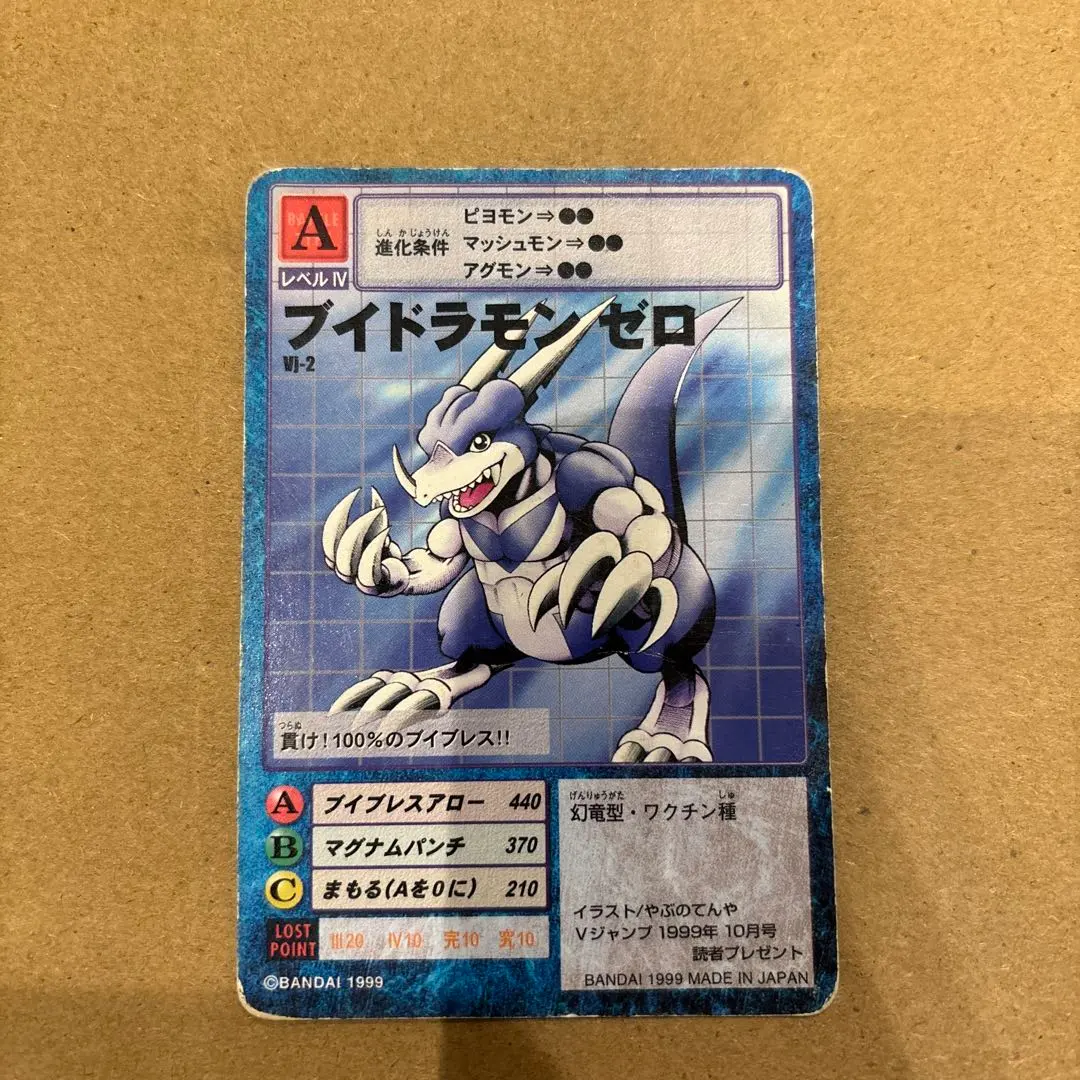 BATTLE
A
レベルⅣ
しんかじょうけん
進化条件
ピヨモン⇒●●
マッシュモン⇒●●
アグモン⇒●●
ブイドラモン ゼロ
Vj-2
つらぬ
貫け!100%のブイブレス!!
A ブイブレスアロー 440
B マグナムパンチ 370
C まもる(Aを0に) 210
LOST POINT Ⅲ20 Ⅳ10 完10 究10
©BANDAI 1999
げんりゅうがた しゅ
幻竜型・ワクチン種
イラスト/やぶのてんや
Vジャンプ 1999年 10月号
読者プレゼント
BANDAI 1999 MADE IN JAPAN